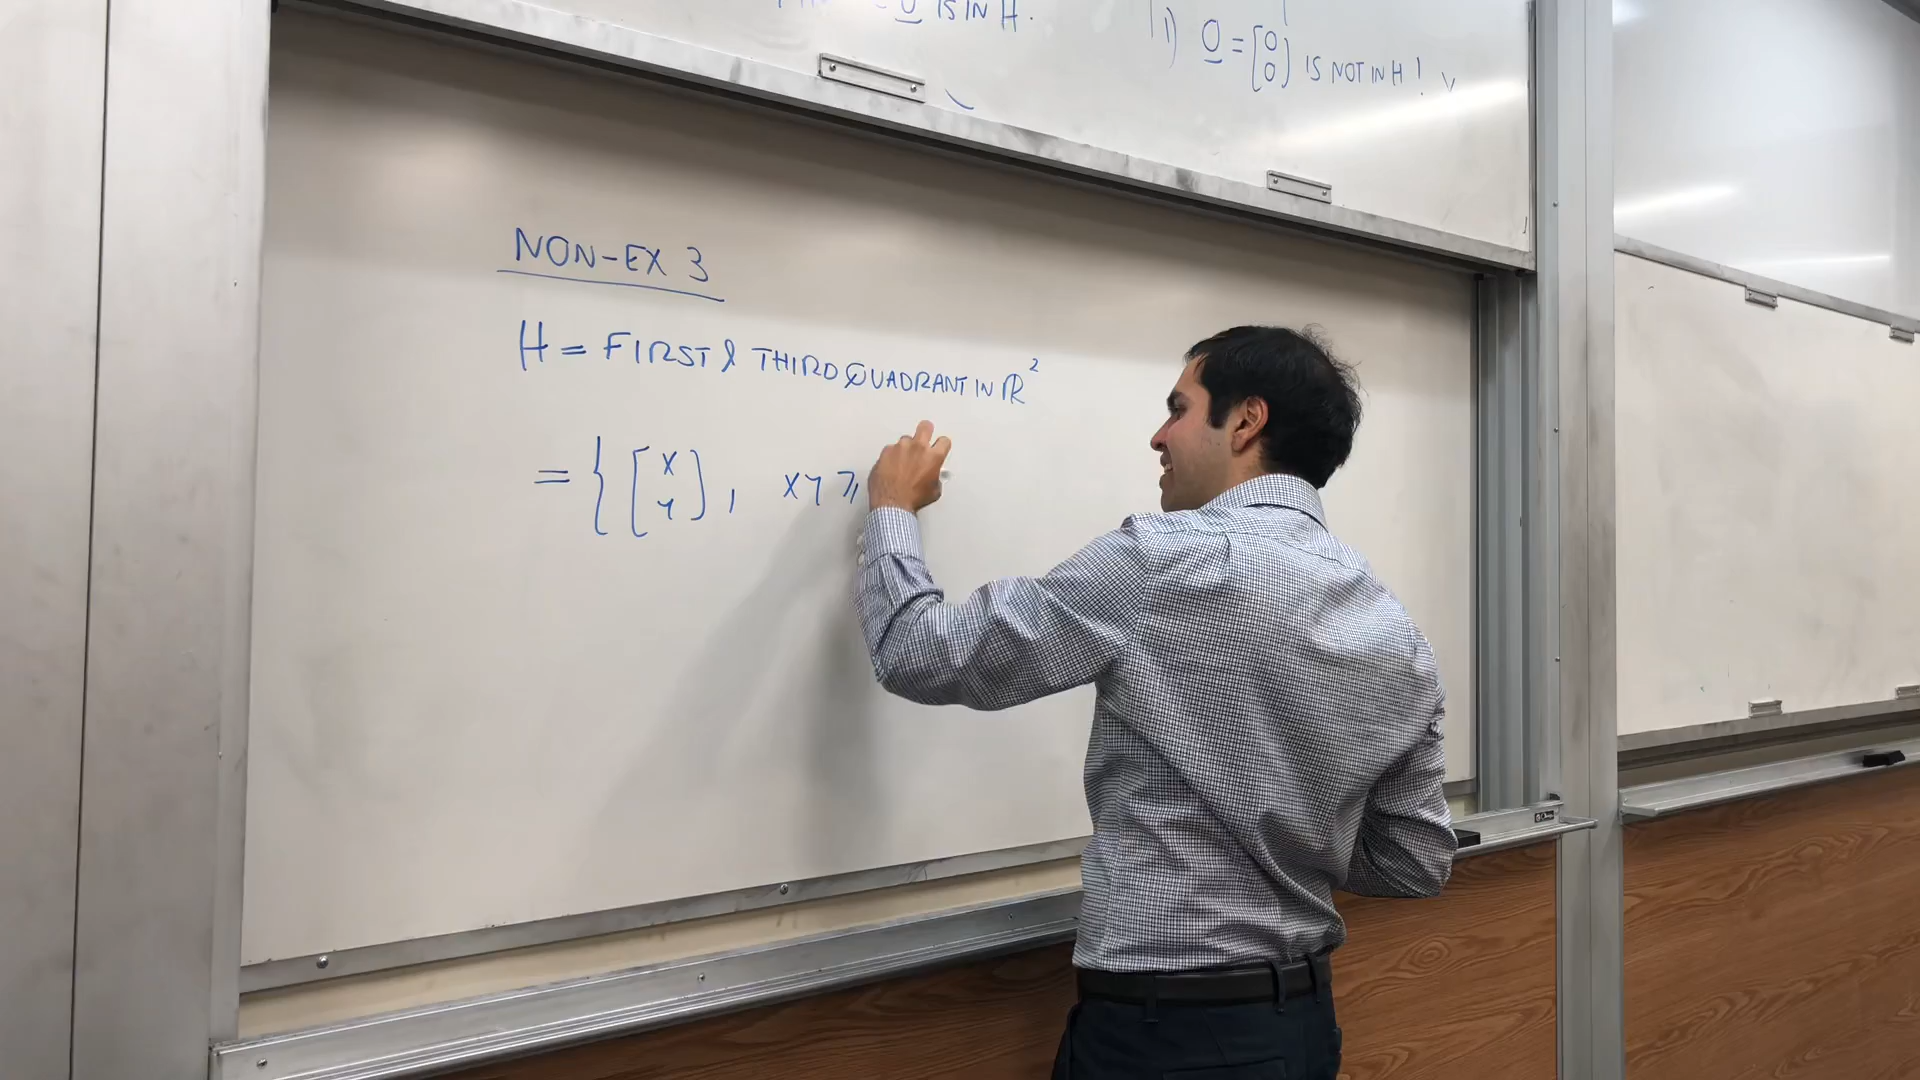 IS IN H.
1) 0 = [0 0] IS NOT IN H!
NON-EX 3
H = FIRST & THIRD QUADRANT IN ℝ²
= { [x y], xy ≥